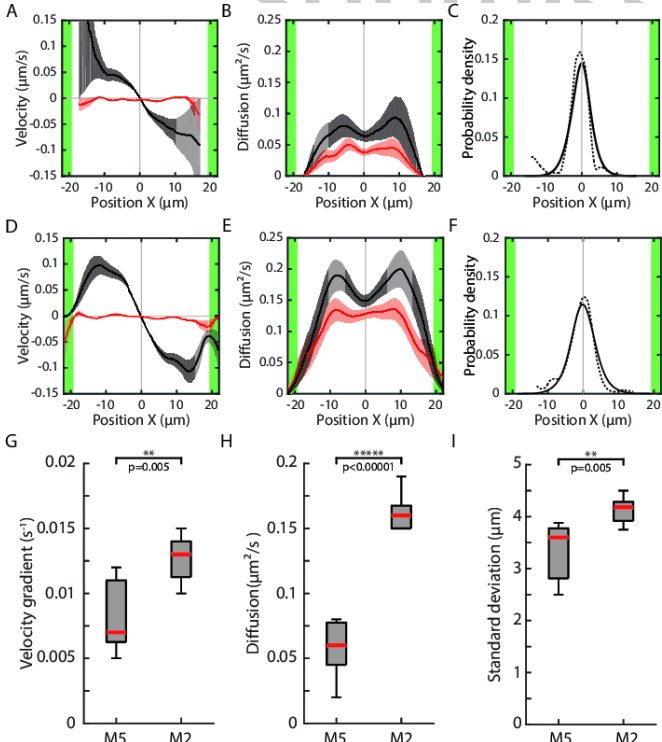 A
B
C
Velocity (µm/s)
0.15
0.1
0.05
0
-0.05
-0.1
-0.15
-20 -10 0 10 20
Position X (µm)
Diffusion (µm²/s)
0.25
0.2
0.15
0.1
0.05
0
-20 -10 0 10 20
Position X (µm)
Probability density
0.2
0.15
0.1
0.05
0
-20 -10 0 10 20
Position X (µm)
D
E
F
Velocity (µm/s)
0.15
0.1
0.05
0
-0.05
-0.1
-0.15
-20 -10 0 10 20
Position X (µm)
Diffusion (µm²/s)
0.25
0.2
0.15
0.1
0.05
0
-20 -10 0 10 20
Position X (µm)
Probability density
0.2
0.15
0.1
0.05
0
-20 -10 0 10 20
Position X (µm)
G
H
I
Velocity gradient (s⁻¹)
0.02
0.015
0.01
0.005
0
**
p=0.005
M5 M2
Diffusion (µm²/s )
0.2
0.15
0.1
0.05
0
*****
p<0.00001
M5 M2
Standard deviation (µm)
5
4
3
2
1
0
**
p=0.005
M5 M2